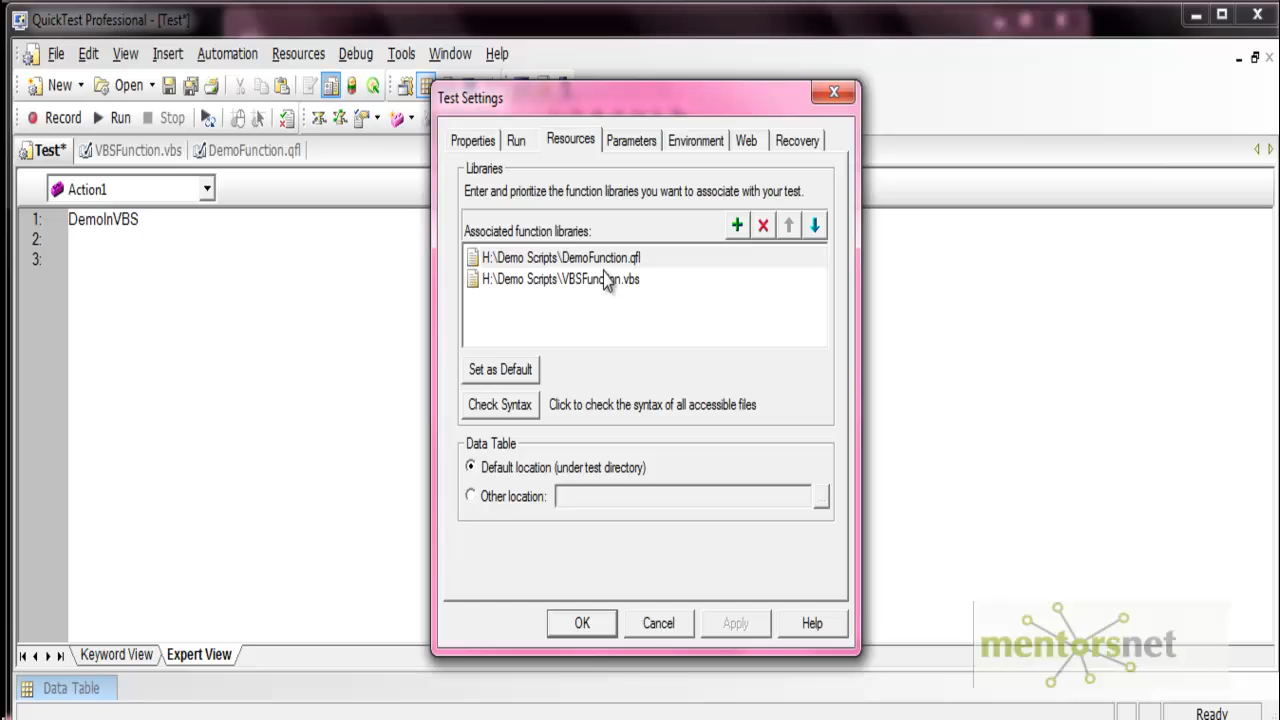 QuickTest Professional - [Test*]
File Edit View Insert Automation Resources Debug Tools Window Help
New Open
Record Run Stop
Test* VBSFunction.vbs DemoFunction.qfl
Action1
1: DemoInVBS
2:
3:
Test Settings
Properties Run Resources Parameters Environment Web Recovery
Libraries
Enter and prioritize the function libraries you want to associate with your test.
Associated function libraries:
H:\Demo Scripts\DemoFunction.qfl
H:\Demo Scripts\VBSFunction.vbs
Set as Default
Check Syntax Click to check the syntax of all accessible files
Data Table
Default location (under test directory)
Other location: ...
OK Cancel Apply Help
Keyword View Expert View
Data Table
mentorsnet
Ready